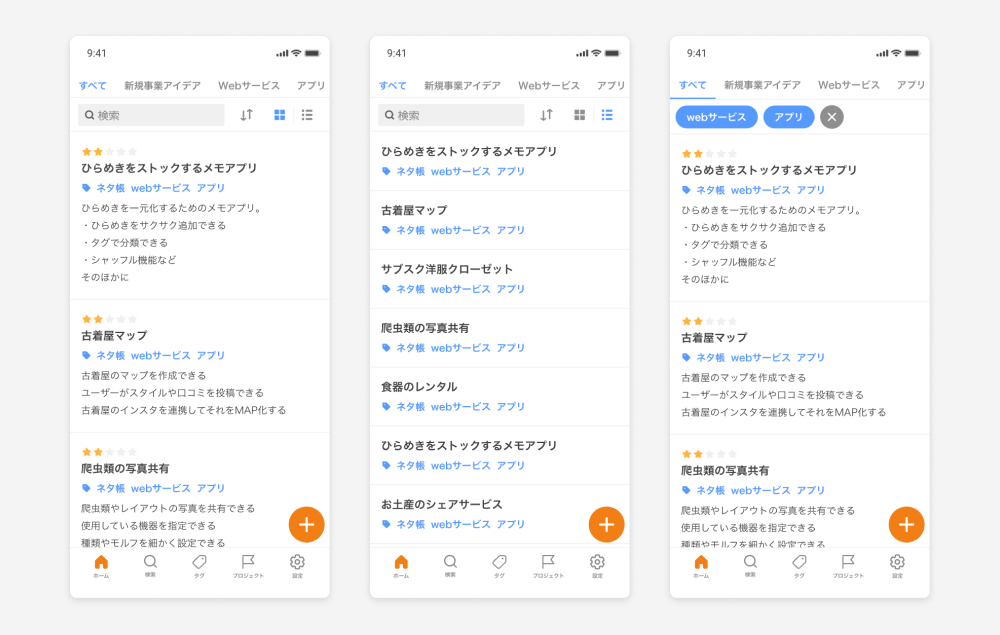 9:41
すべて 新規事業アイデア Webサービス アプリ
検索
ひらめきをストックするメモアプリ
ネタ帳 webサービス アプリ
ひらめきを一元化するためのメモアプリ。
・ひらめきをサクサク追加できる
・タグで分類できる
・シャッフル機能など
そのほかに
古着屋マップ
ネタ帳 webサービス アプリ
古着屋のマップを作成できる
ユーザーがスタイルや口コミを投稿できる
古着屋のインスタを連携してそれをMAP化する
爬虫類の写真共有
ネタ帳 webサービス アプリ
爬虫類やレイアウトの写真を共有できる
使用している機器を指定できる
種類やモルフを細かく設定できる
ホーム 検索 タグ プロジェクト 設定
9:41
すべて 新規事業アイデア Webサービス アプリ
検索
ひらめきをストックするメモアプリ
ネタ帳 webサービス アプリ
古着屋マップ
ネタ帳 webサービス アプリ
サブスク洋服クローゼット
ネタ帳 webサービス アプリ
爬虫類の写真共有
ネタ帳 webサービス アプリ
食器のレンタル
ネタ帳 webサービス アプリ
ひらめきをストックするメモアプリ
ネタ帳 webサービス アプリ
お土産のシェアサービス
ネタ帳 webサービス アプリ
ホーム 検索 タグ プロジェクト 設定
9:41
すべて 新規事業アイデア Webサービス アプリ
webサービス アプリ
ひらめきをストックするメモアプリ
ネタ帳 webサービス アプリ
ひらめきを一元化するためのメモアプリ。
・ひらめきをサクサク追加できる
・タグで分類できる
・シャッフル機能など
そのほかに
古着屋マップ
ネタ帳 webサービス アプリ
古着屋のマップを作成できる
ユーザーがスタイルや口コミを投稿できる
古着屋のインスタを連携してそれをMAP化する
爬虫類の写真共有
ネタ帳 webサービス アプリ
爬虫類やレイアウトの写真を共有できる
使用している機器を指定できる
種類やモルフを細かく設定できる
ホーム 検索 タグ プロジェクト 設定